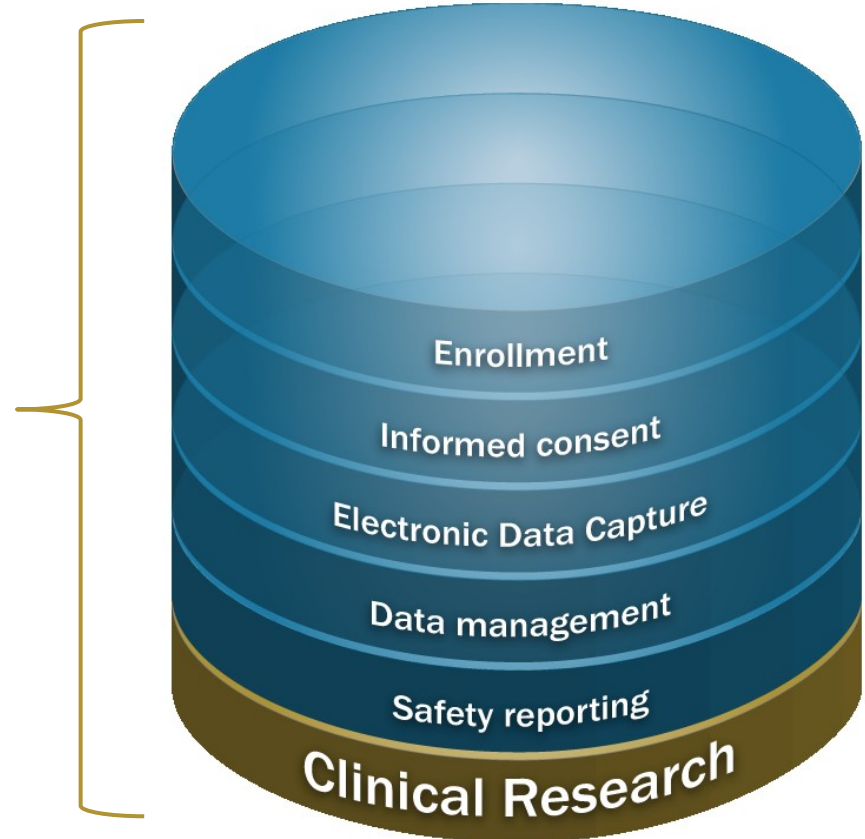 Enrollment
Informed consent
Electronic Data Capture
Data management
Safety reporting
Clinical Research